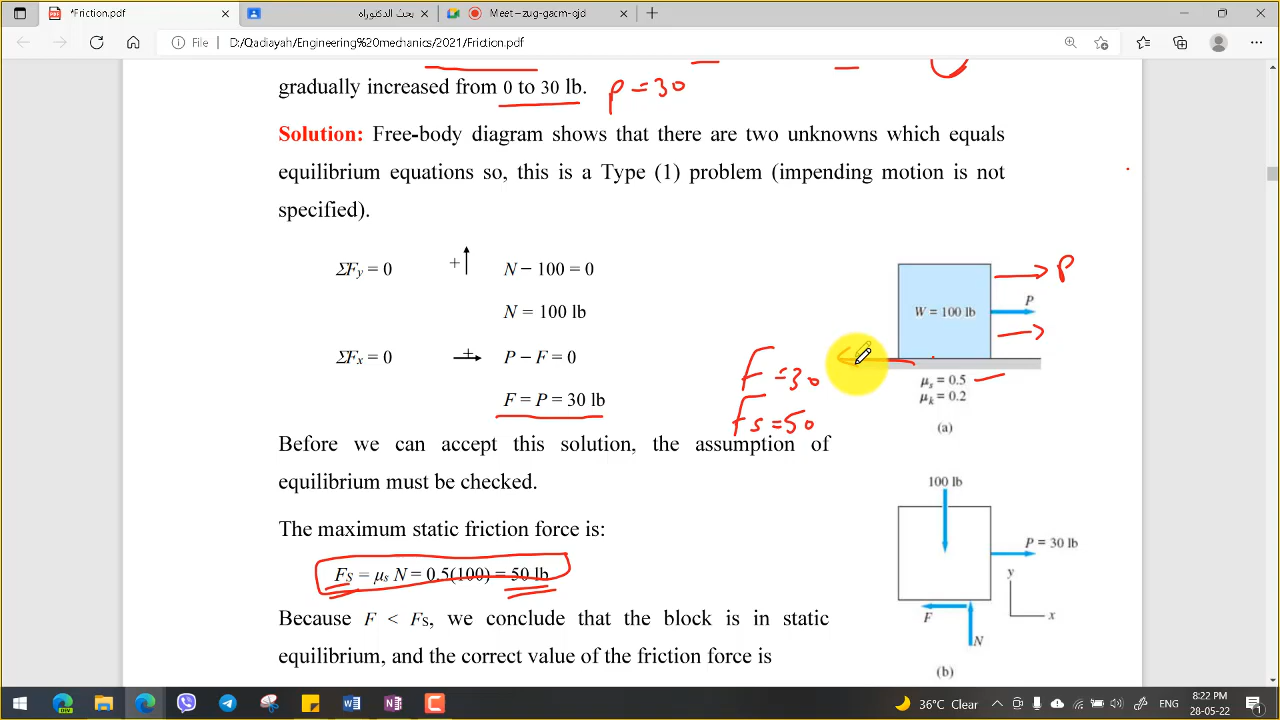 *Friction.pdf
بحث الدكتوراه
Meet – zug-gacm-qjd
File
D:/Qadiayah/Engineering%20mechanics/2021/Friction.pdf
gradually increased from 0 to 30 lb. P = 30
Solution: Free-body diagram shows that there are two unknowns which equals
equilibrium equations so, this is a Type (1) problem (impending motion is not
specified).
ΣFy = 0 + N – 100 = 0
N = 100 lb
ΣFx = 0 + P – F = 0
F = P = 30 lb
P
P
W = 100 lb
F = 30
Fs = 50
μs = 0.5
μk = 0.2
(a)
Before we can accept this solution, the assumption of
equilibrium must be checked.
The maximum static friction force is:
FS = μs N = 0.5(100) = 50 lb
Because F < FS, we conclude that the block is in static
equilibrium, and the correct value of the friction force is
100 lb
P = 30 lb
y
x
F
N
(b)
36°C Clear
ENG
8:22 PM
28-05-22